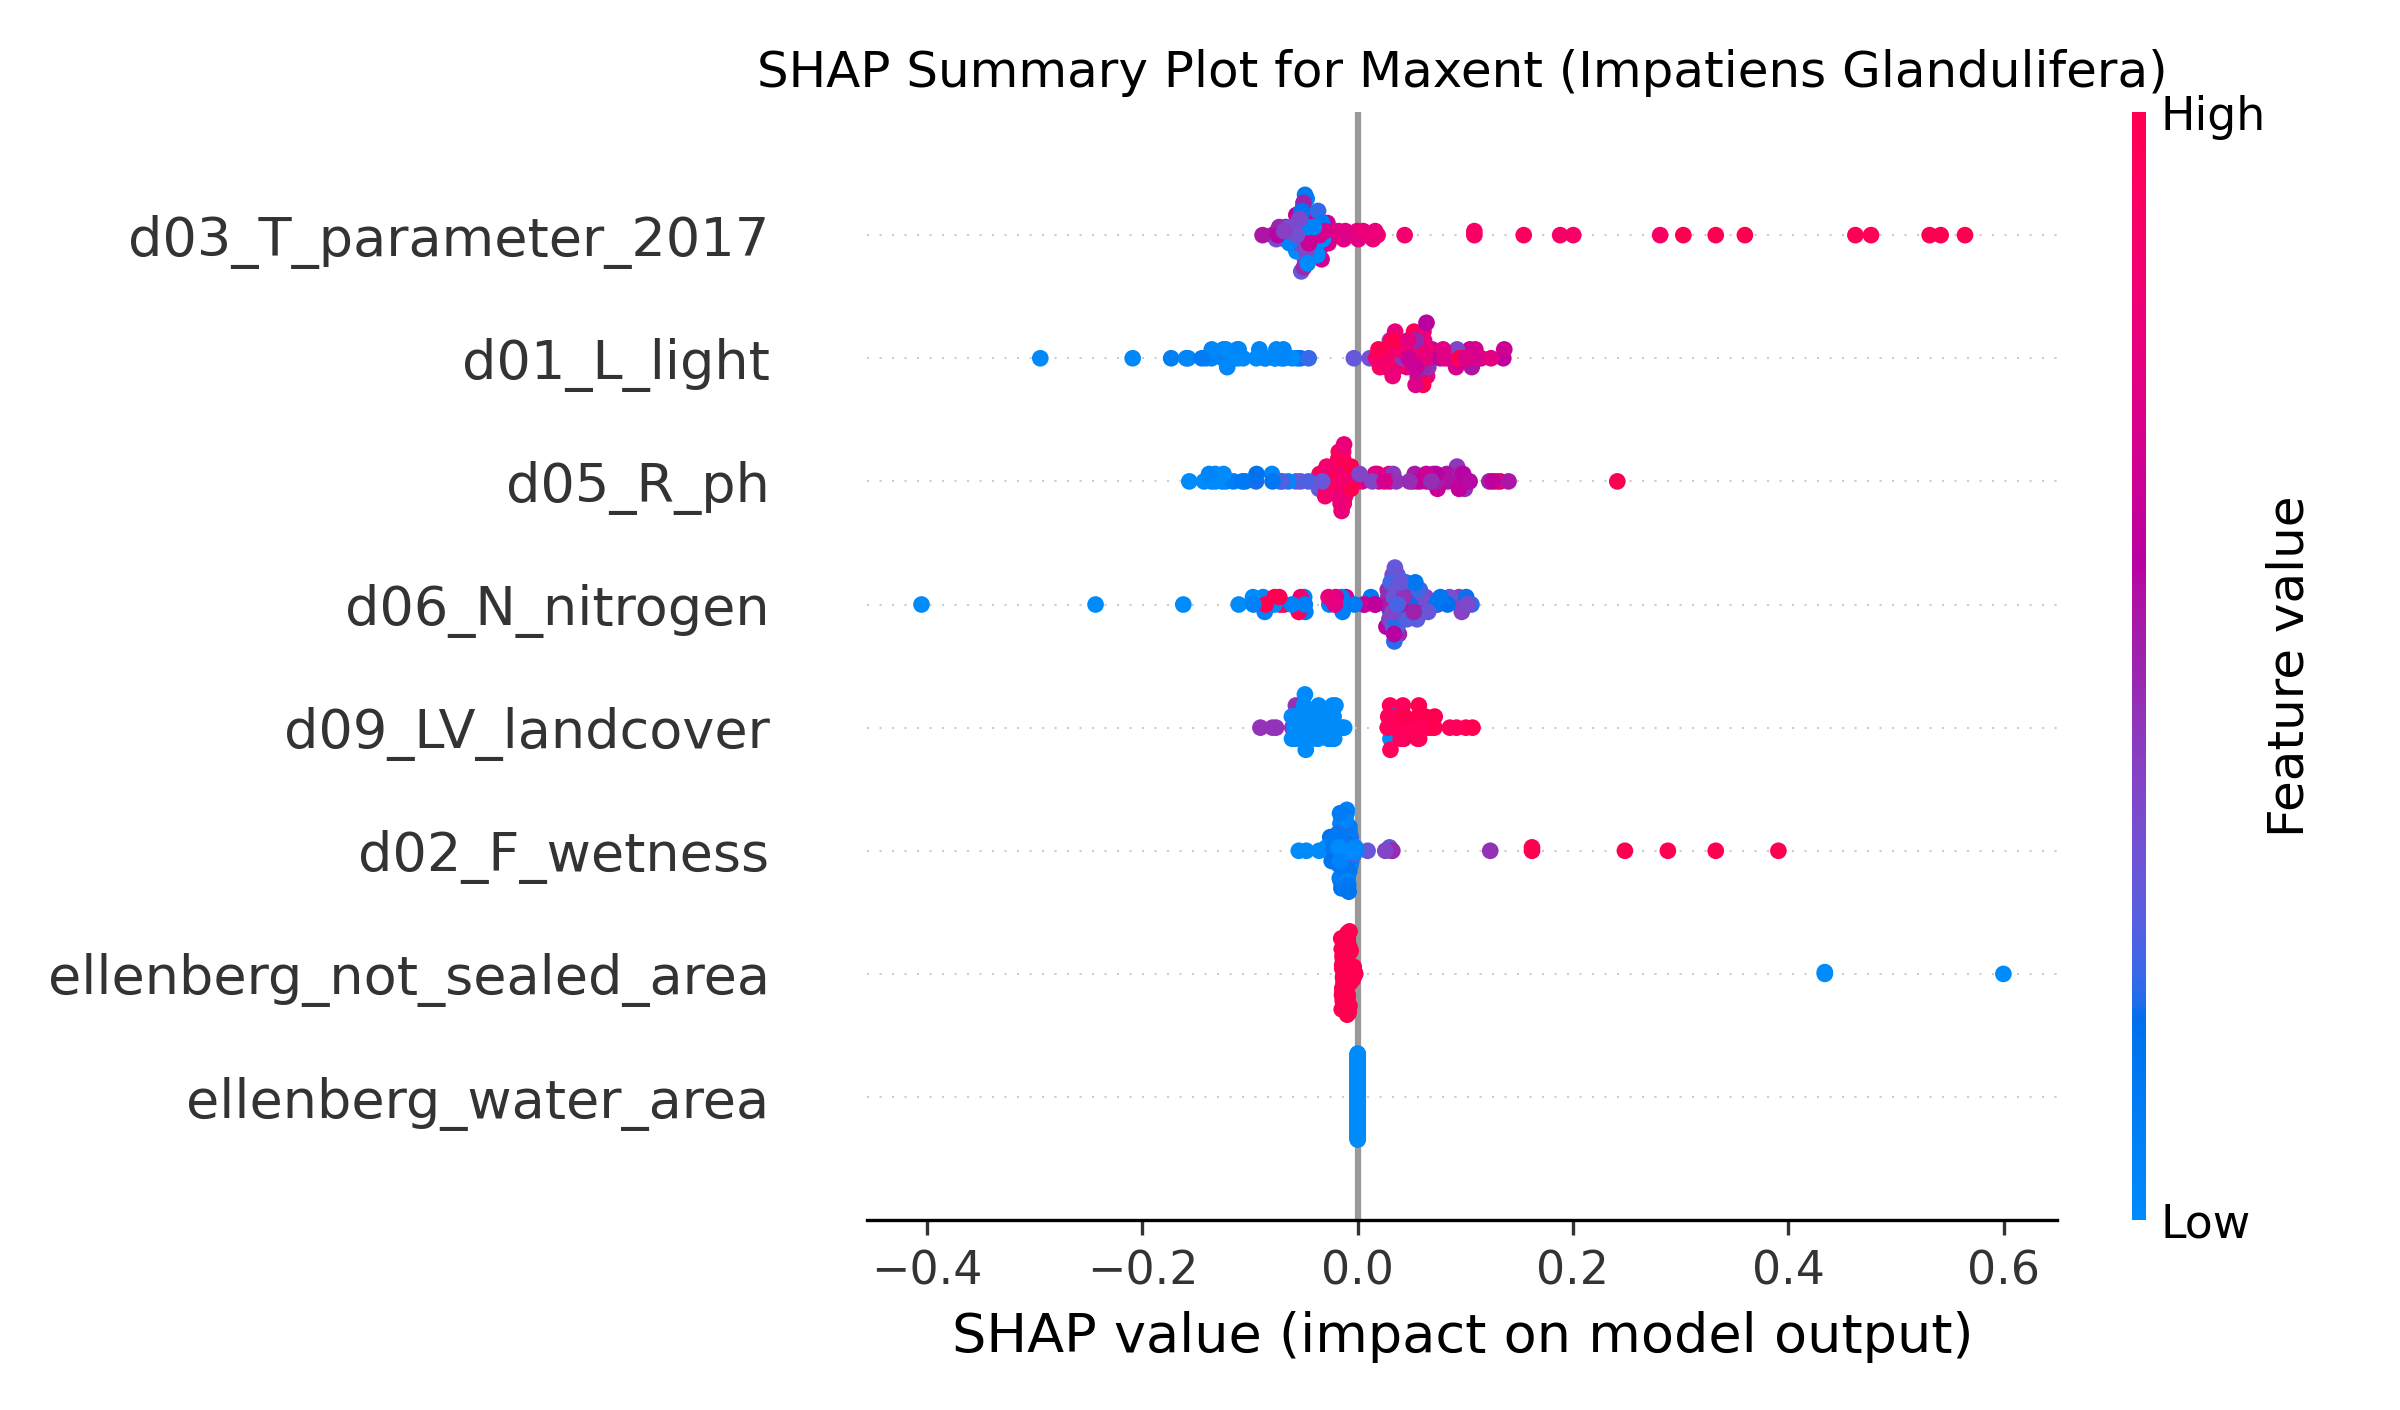 SHAP Summary Plot for Maxent (Impatiens Glandulifera)
High
d03_T_parameter_2017
d01_L_light
d05_R_ph
d06_N_nitrogen
d09_LV_landcover
d02_F_wetness
ellenberg_not_sealed_area
ellenberg_water_area
Feature value
Low
−0.4 −0.2 0.0 0.2 0.4 0.6
SHAP value (impact on model output)